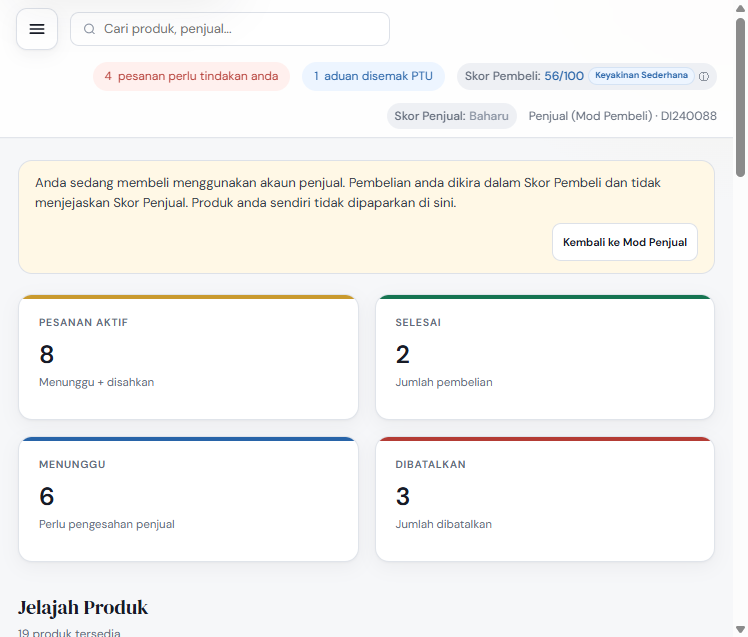 Cari produk, penjual...
4 pesanan perlu tindakan anda
1 aduan disemak PTU
Skor Pembeli: 56/100 Keyakinan Sederhana ⓘ
Skor Penjual: Baharu
Penjual (Mod Pembeli) · DI240088
Anda sedang membeli menggunakan akaun penjual. Pembelian anda dikira dalam Skor Pembeli dan tidak
menjejaskan Skor Penjual. Produk anda sendiri tidak dipaparkan di sini.
Kembali ke Mod Penjual
PESANAN AKTIF
8
Menunggu + disahkan
SELESAI
2
Jumlah pembelian
MENUNGGU
6
Perlu pengesahan penjual
DIBATALKAN
3
Jumlah dibatalkan
Jelajah Produk
19 produk tersedia